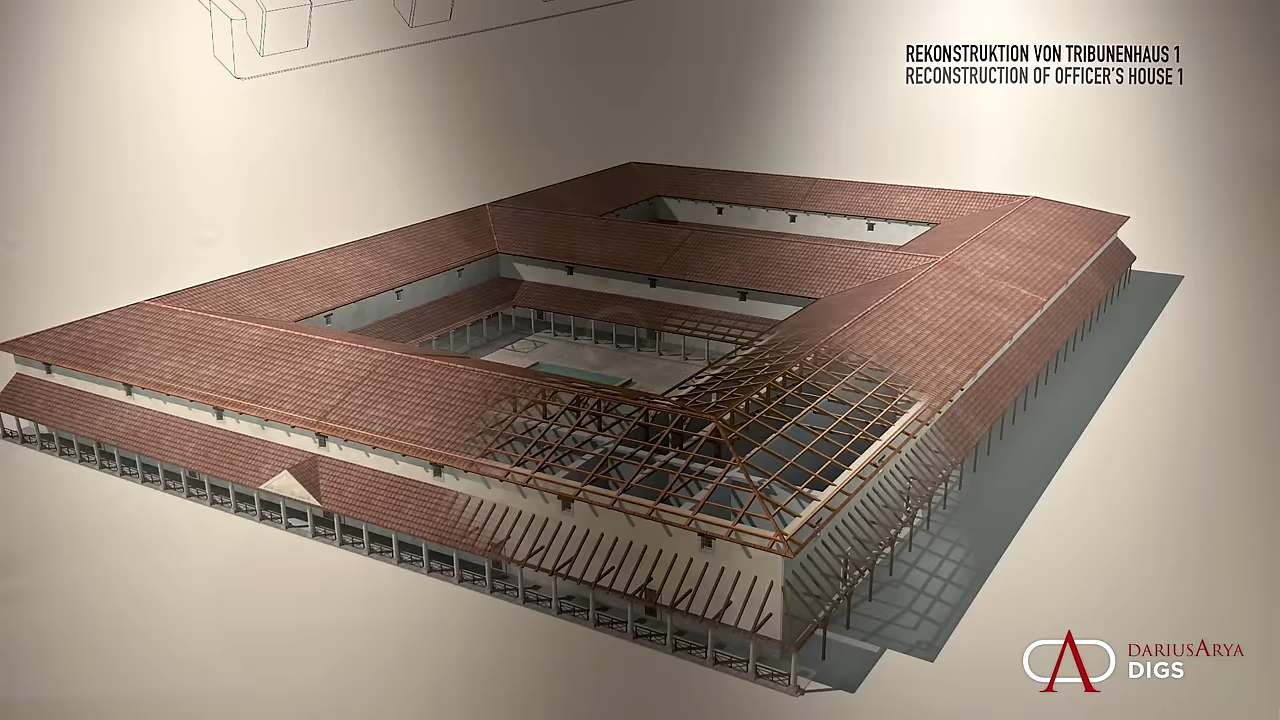 REKONSTRUKTION VON TRIBUNENHAUS 1
RECONSTRUCTION OF OFFICER'S HOUSE 1
DARIUSARYA
DIGS